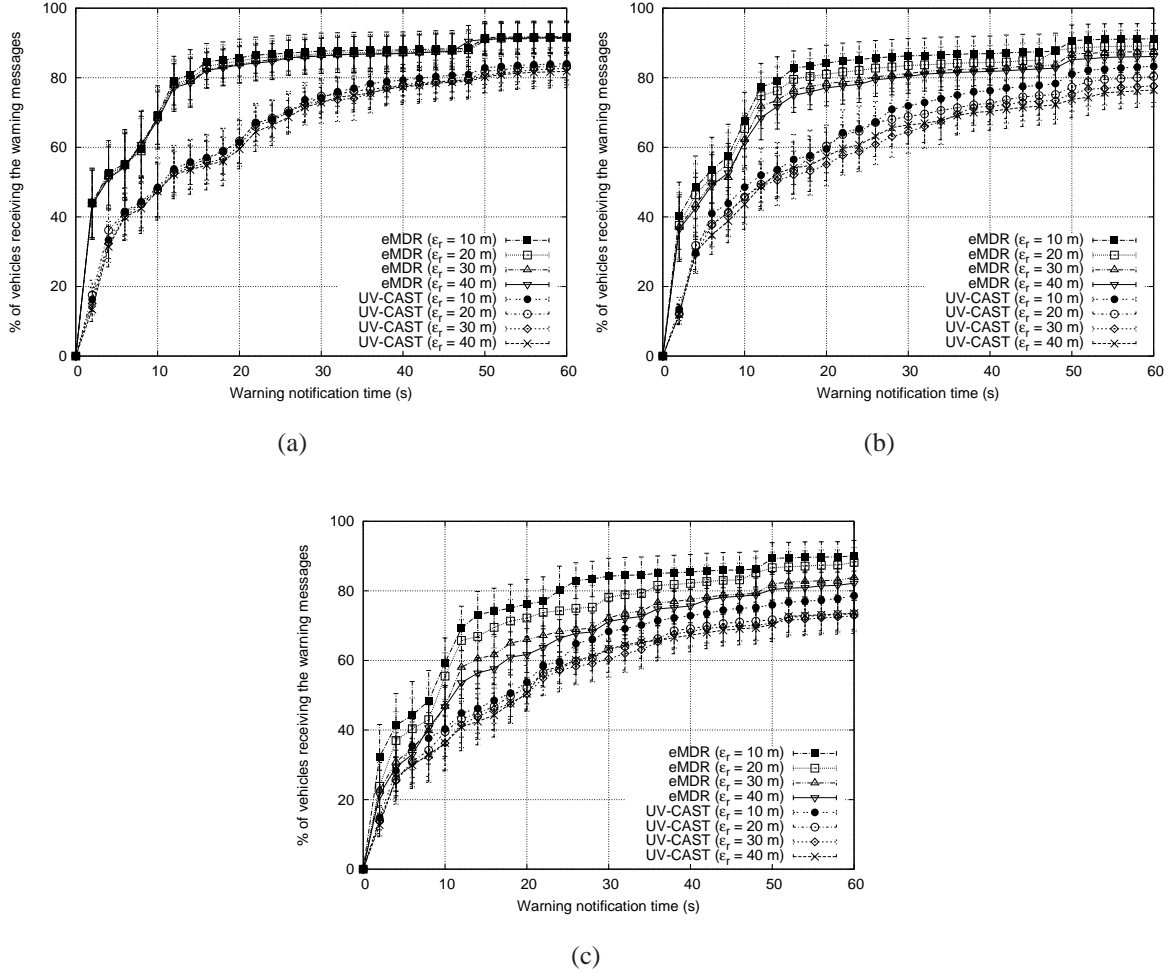 100
80
60
40
20
0
0 10 20 30 40 50 60
% of vehicles receiving the warning messages
Warning notification time (s)
eMDR (εr = 10 m)
eMDR (εr = 20 m)
eMDR (εr = 30 m)
eMDR (εr = 40 m)
UV-CAST (εr = 10 m)
UV-CAST (εr = 20 m)
UV-CAST (εr = 30 m)
UV-CAST (εr = 40 m)
(a)
100
80
60
40
20
0
0 10 20 30 40 50 60
% of vehicles receiving the warning messages
Warning notification time (s)
eMDR (εr = 10 m)
eMDR (εr = 20 m)
eMDR (εr = 30 m)
eMDR (εr = 40 m)
UV-CAST (εr = 10 m)
UV-CAST (εr = 20 m)
UV-CAST (εr = 30 m)
UV-CAST (εr = 40 m)
(b)
100
80
60
40
20
0
0 10 20 30 40 50 60
% of vehicles receiving the warning messages
Warning notification time (s)
eMDR (εr = 10 m)
eMDR (εr = 20 m)
eMDR (εr = 30 m)
eMDR (εr = 40 m)
UV-CAST (εr = 10 m)
UV-CAST (εr = 20 m)
UV-CAST (εr = 30 m)
UV-CAST (εr = 40 m)
(c)